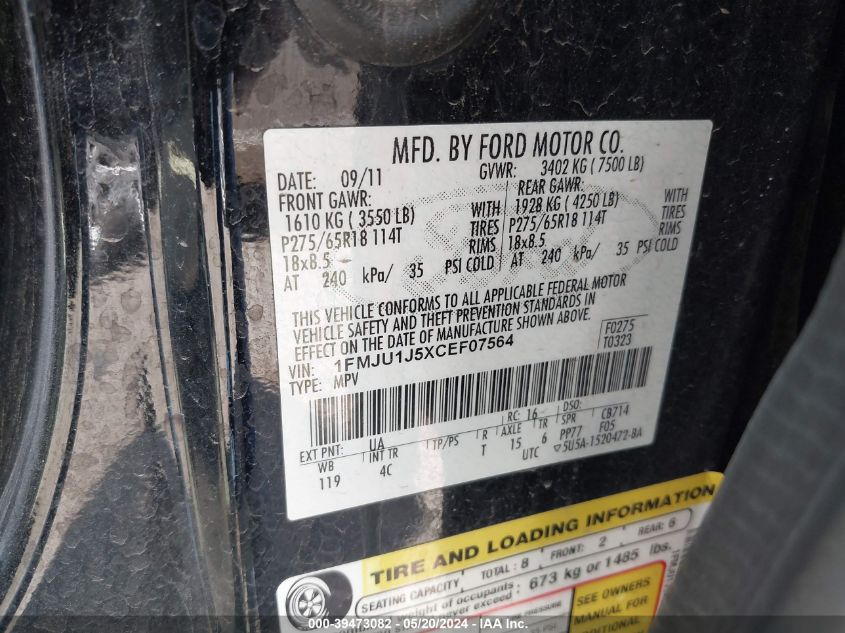 MFD. BY FORD MOTOR CO.
DATE: 09/11 GVWR: 3402 KG ( 7500 LB)
FRONT GAWR: REAR GAWR:
1610 KG ( 3550 LB) WITH 1928 KG ( 4250 LB) WITH
P275/65R18 114T TIRES P275/65R18 114T TIRES
18x8.5 RIMS 18x8.5 RIMS
AT 240 kPa/ 35 PSI COLD AT 240 kPa/ 35 PSI COLD
THIS VEHICLE CONFORMS TO ALL APPLICABLE FEDERAL MOTOR
VEHICLE SAFETY AND THEFT PREVENTION STANDARDS IN
EFFECT ON THE DATE OF MANUFACTURE SHOWN ABOVE.
VIN: 1FMJU1J5XCEF07564 F0275
TYPE: MPV T0323
EXT PNT: UA RC: 16 DSO: CB714
WB INT TR TP/PS R AXLE TR SPR F05
119 4C T 15 6 PP77
UTC ▽5U5A-1520472-BA
TIRE AND LOADING INFORMATION
SEATING CAPACITY TOTAL: 8 FRONT: 2 REAR: 6
of occupants
exceed: 673 kg or 1485 lbs.
PRESSURE
SEE OWNERS
MANUAL FOR
000-39473082 - 05/20/2024 - IAAI, Inc.